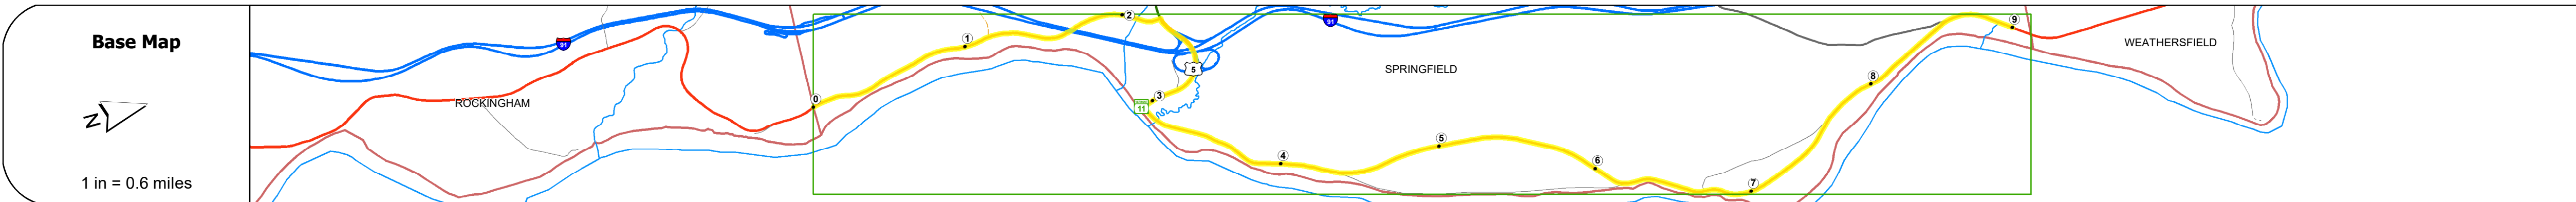 Base Map
N
1 in = 0.6 miles
91
ROCKINGHAM
0
1
2
5
11
3
91
SPRINGFIELD
4
5
6
7
8
9
WEATHERSFIELD